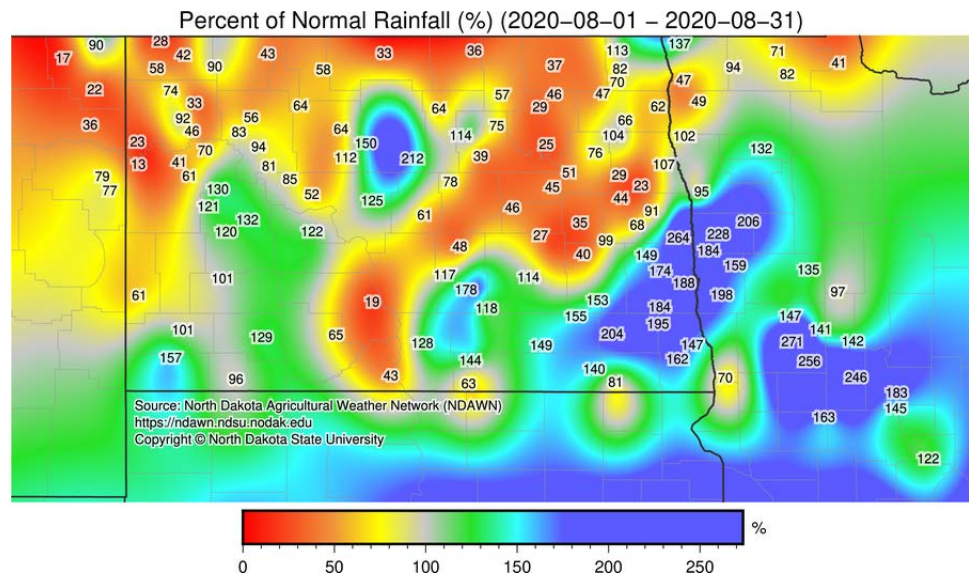 Percent of Normal Rainfall (%) (2020−08−01 − 2020−08−31)
90 28 42 43 33 36 113 137 71
17 58 90 58 37 82 94 82 41
22 74 33 64 64 57 46 47 70 47
36 92 46 56 83 64 150 114 75 29 66 62 49
23 70 94 112 212 39 25 104 102 132
13 41 61 81 85 78 51 76 29 107
79 77 130 52 125 45 44 23 95
121 132 61 46 35 91 206
120 122 48 27 99 68 264 228
40 149 184
101 117 114 174 159 135
61 19 178 153 188 198 97
101 129 65 118 155 184 147
128 204 195 141
157 149 147 271 142
96 43 144 140 162 256
63 81 70 246
183
163 145
122
Source: North Dakota Agricultural Weather Network (NDAWN)
https://ndawn.ndsu.nodak.edu
Copyright © North Dakota State University
%
0 50 100 150 200 250